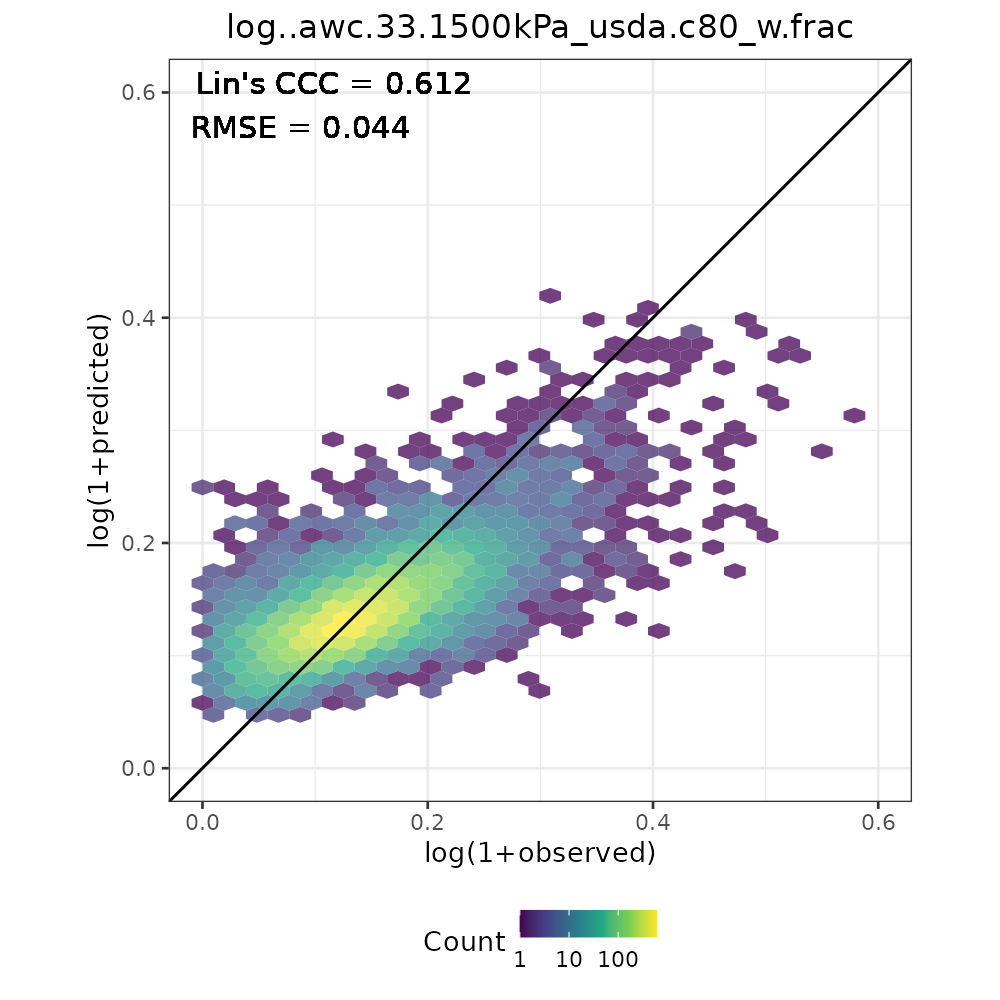 log..awc.33.1500kPa_usda.c80_w.frac
Lin's CCC = 0.612
RMSE = 0.044
0.6
0.4
0.2
0.0
log(1+predicted)
0.0 0.2 0.4 0.6
log(1+observed)
Count
1 10 100